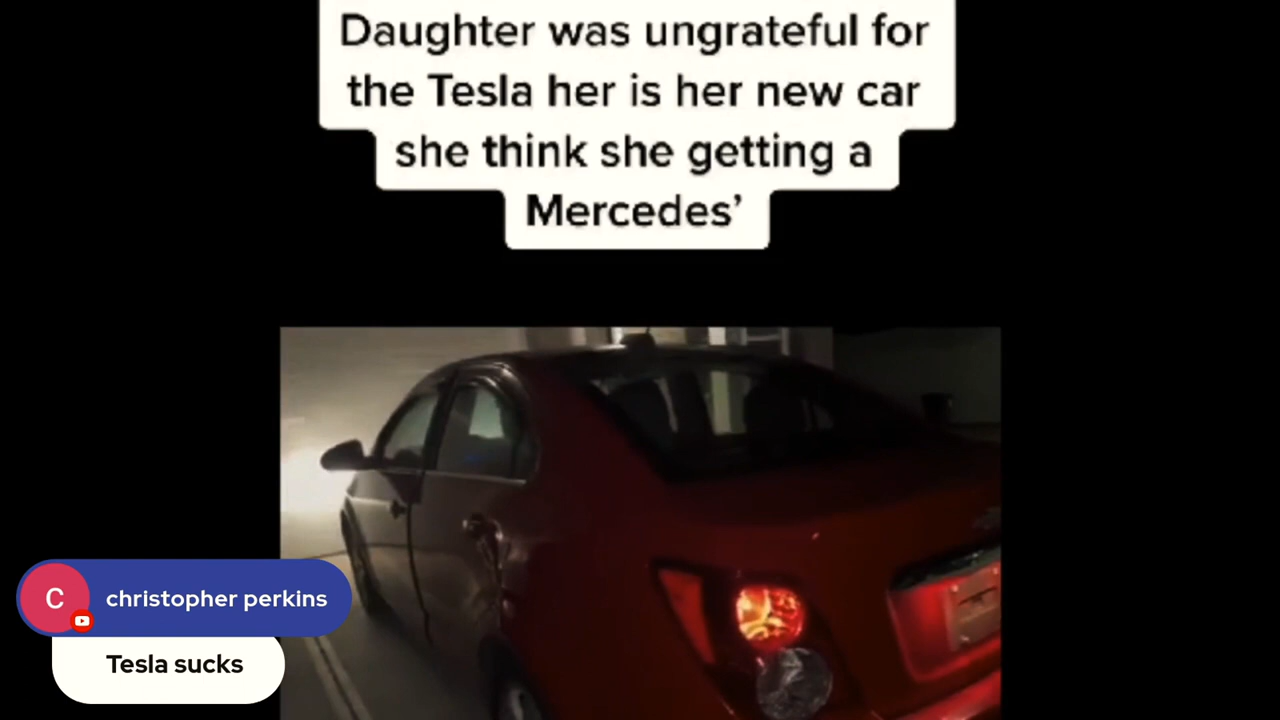 Daughter was ungrateful for
the Tesla her is her new car
she think she getting a
Mercedes’
C
christopher perkins
Tesla sucks